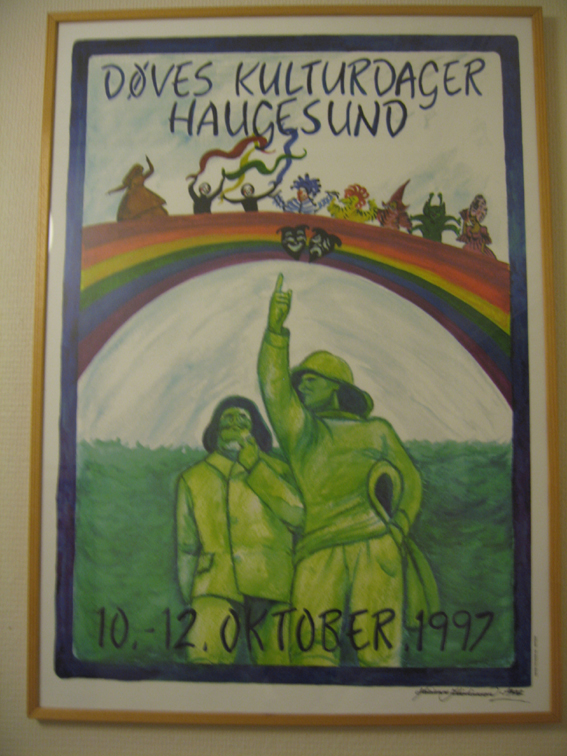 DØVES KULTURDAGER
HAUGESUND
10.-12. OKTOBER 1997